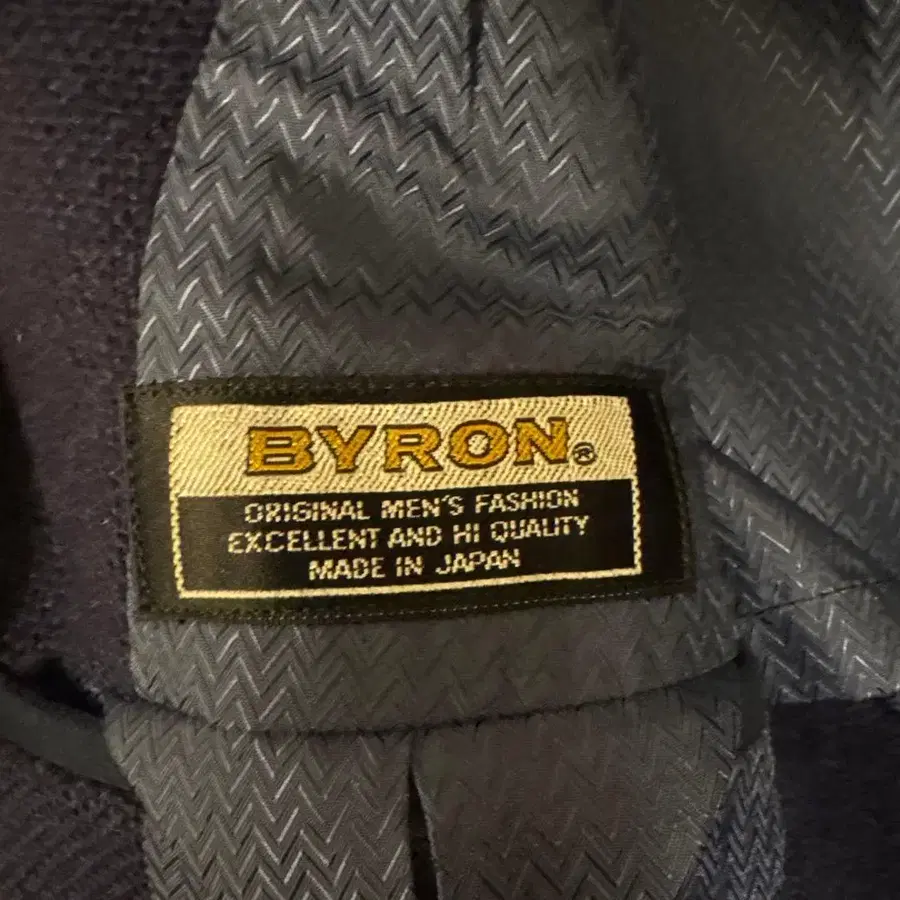 BYRON®
ORIGINAL MEN'S FASHION
EXCELLENT AND HI QUALITY
MADE IN JAPAN